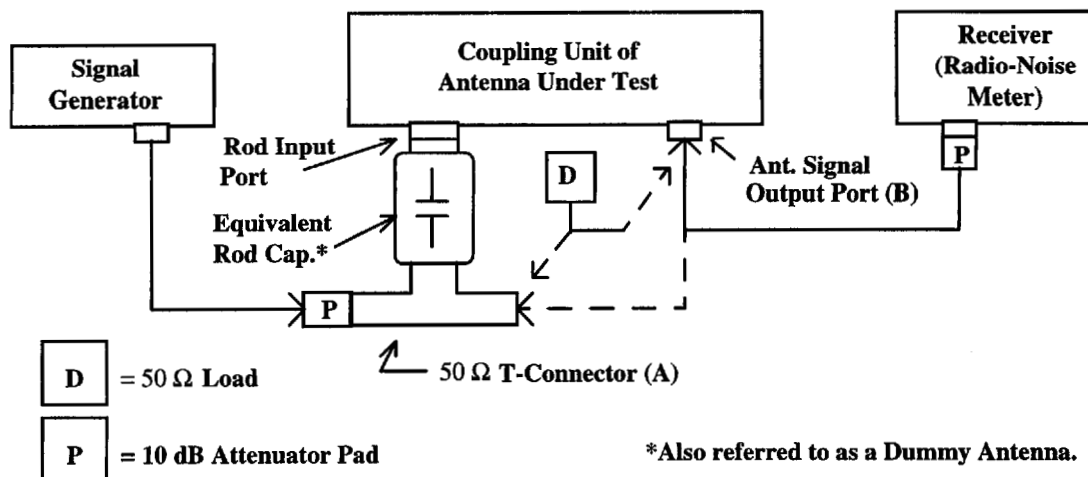 Signal
Generator
Coupling Unit of
Antenna Under Test
Receiver
(Radio-Noise
Meter)
P
Rod Input
Port
D
Ant. Signal
Output Port (B)
Equivalent
Rod Cap.*
P
50 Ω T-Connector (A)
D = 50 Ω Load
P = 10 dB Attenuator Pad
*Also referred to as a Dummy Antenna.